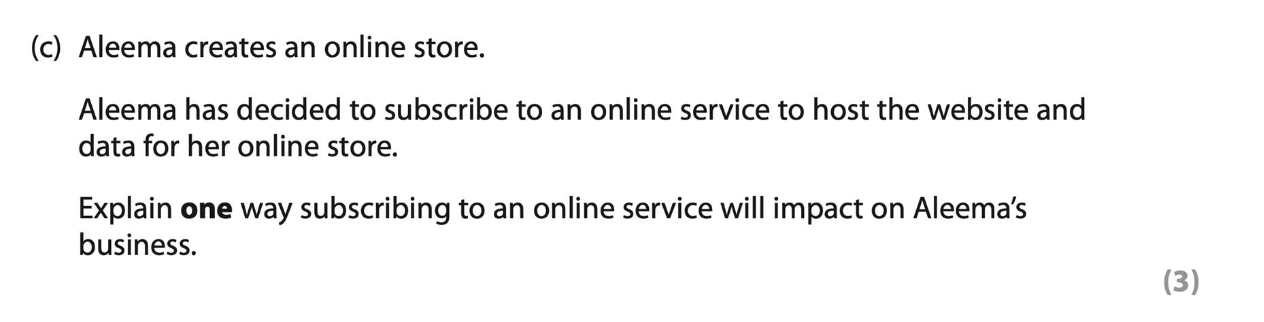 (c) Aleema creates an online store.
Aleema has decided to subscribe to an online service to host the website and
data for her online store.
Explain one way subscribing to an online service will impact on Aleema’s
business.
(3)